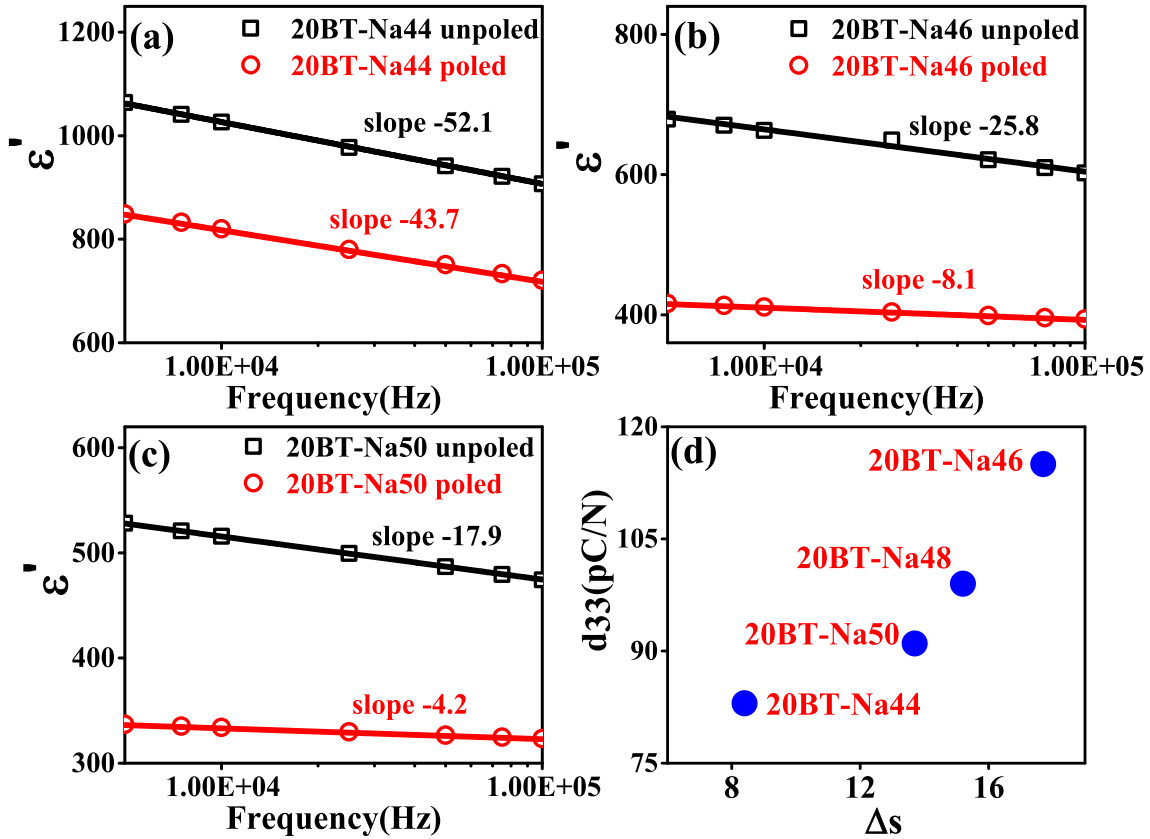 (a)
20BT-Na44 unpoled
20BT-Na44 poled
slope -52.1
slope -43.7
1200
1000
800
600
ε'
1.00E+04
1.00E+05
Frequency(Hz)
(b)
20BT-Na46 unpoled
20BT-Na46 poled
slope -25.8
slope -8.1
800
600
400
ε'
1.00E+04
1.00E+05
Frequency(Hz)
(c)
20BT-Na50 unpoled
20BT-Na50 poled
slope -17.9
slope -4.2
600
500
400
300
ε'
1.00E+04
1.00E+05
Frequency(Hz)
(d)
20BT-Na46
20BT-Na48
20BT-Na50
20BT-Na44
120
105
90
75
d33(pC/N)
8
12
16
Δs